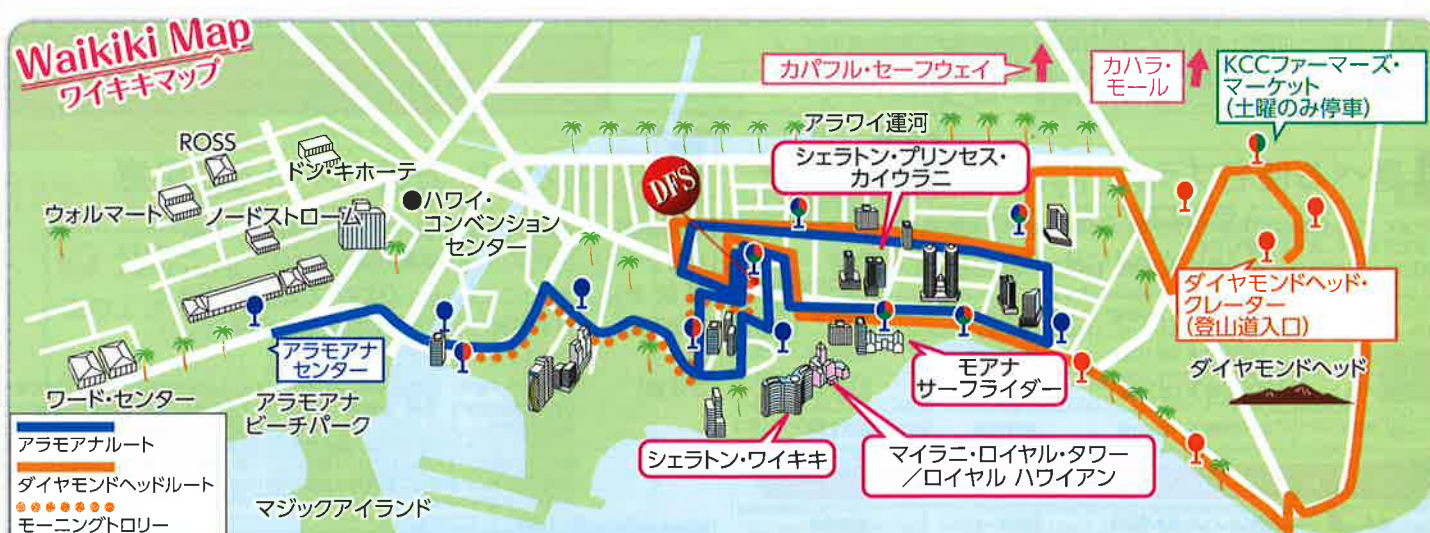 Waikiki Map
ワイキキマップ
カパフル・セーフウェイ
カハラ・
モール
KCCファーマーズ・
マーケット
(土曜のみ停車)
アラワイ運河
ROSS
ドン・キホーテ
シェラトン・プリンセス・
カイウラニ
DFS
ウォルマート
ノードストローム
●ハワイ・
コンベンション
センター
ダイヤモンドヘッド・
クレーター
(登山道入口)
アラモアナ
センター
モアナ
サーフライダー
ダイヤモンドヘッド
ワード・センター
アラモアナ
ビーチパーク
シェラトン・ワイキキ
マイラニ・ロイヤル・タワー
／ロイヤル ハワイアン
アラモアナルート
ダイヤモンドヘッドルート
モーニングトロリー
マジックアイランド